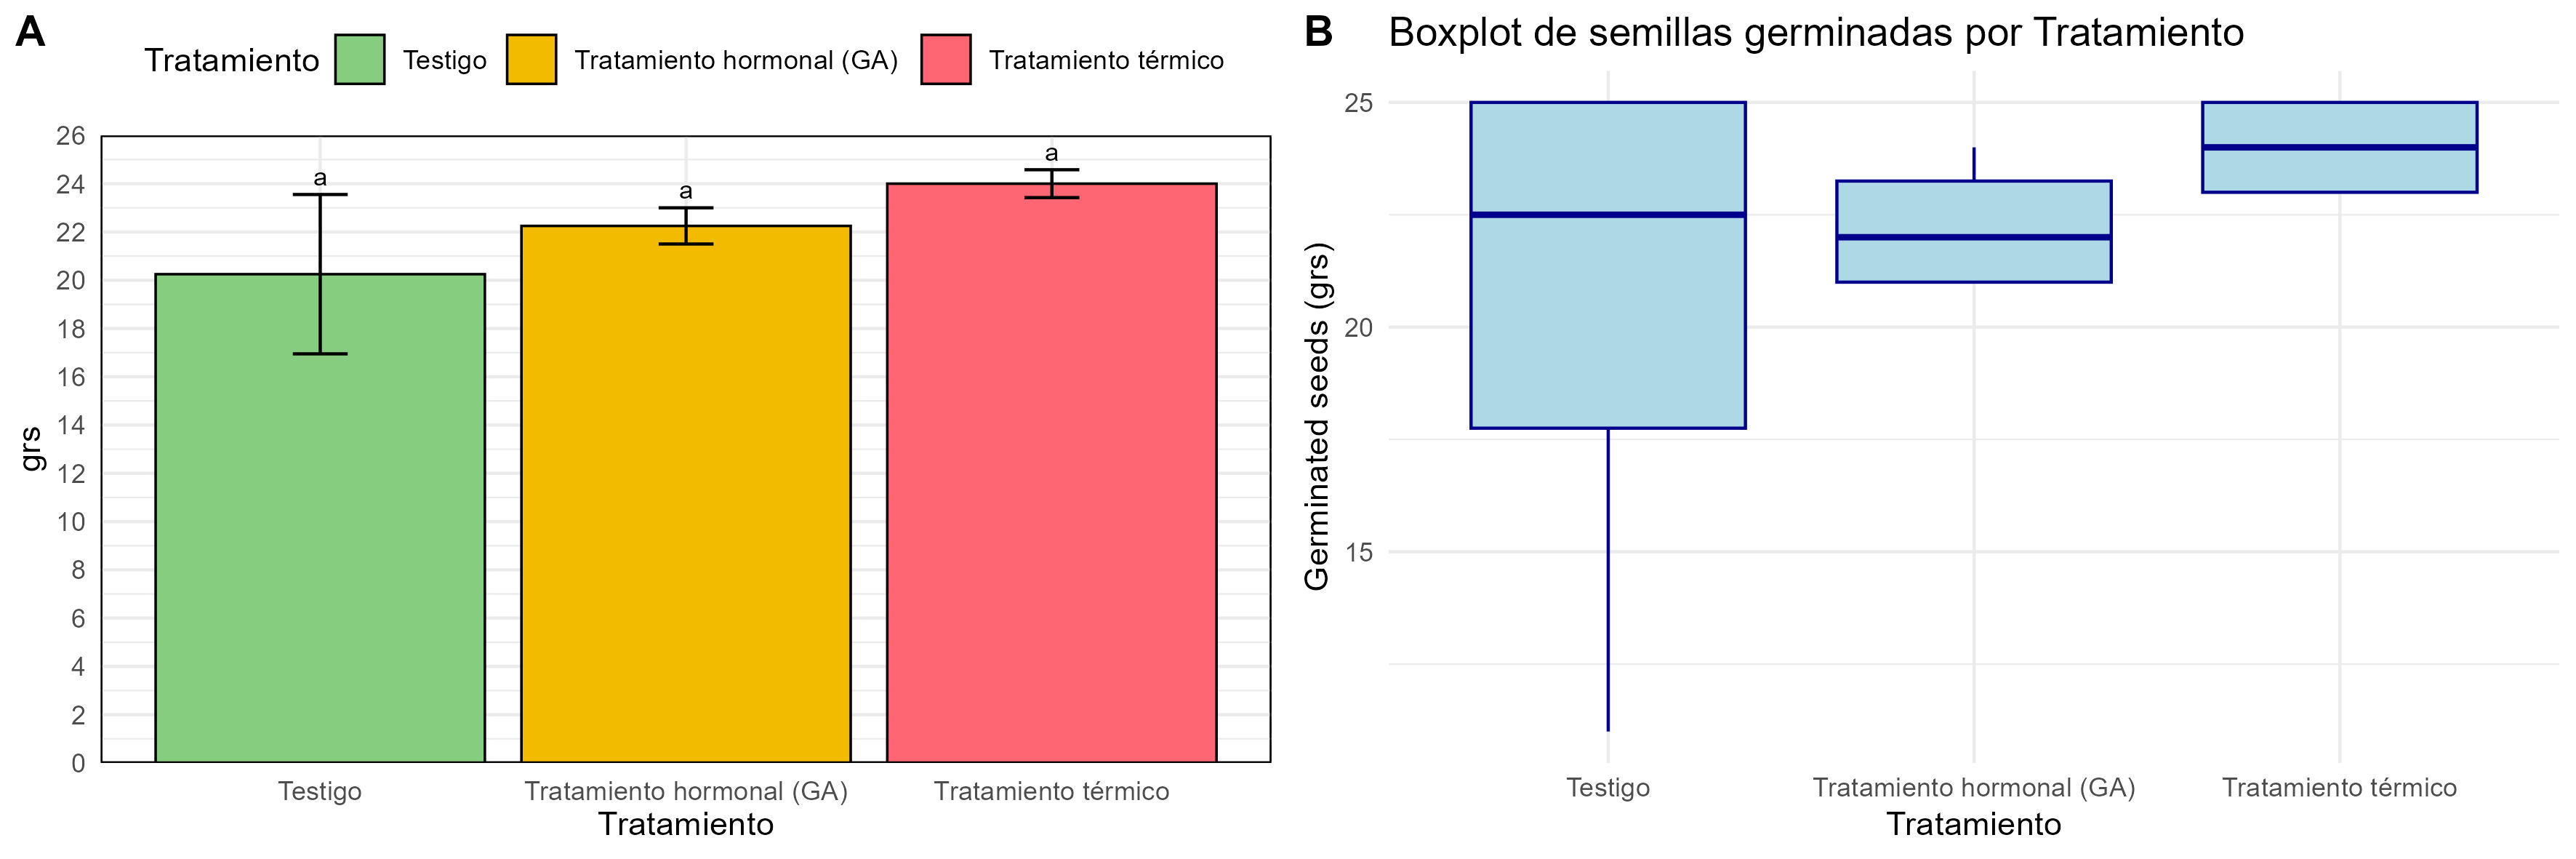 A
Tratamiento Testigo Tratamiento hormonal (GA) Tratamiento térmico
26
24
22
20
18
16
14
12
10
8
6
4
2
0
grs
a
a
a
Testigo Tratamiento hormonal (GA) Tratamiento térmico
Tratamiento
B
Boxplot de semillas germinadas por Tratamiento
25
20
15
Germinated seeds (grs)
Testigo Tratamiento hormonal (GA) Tratamiento térmico
Tratamiento